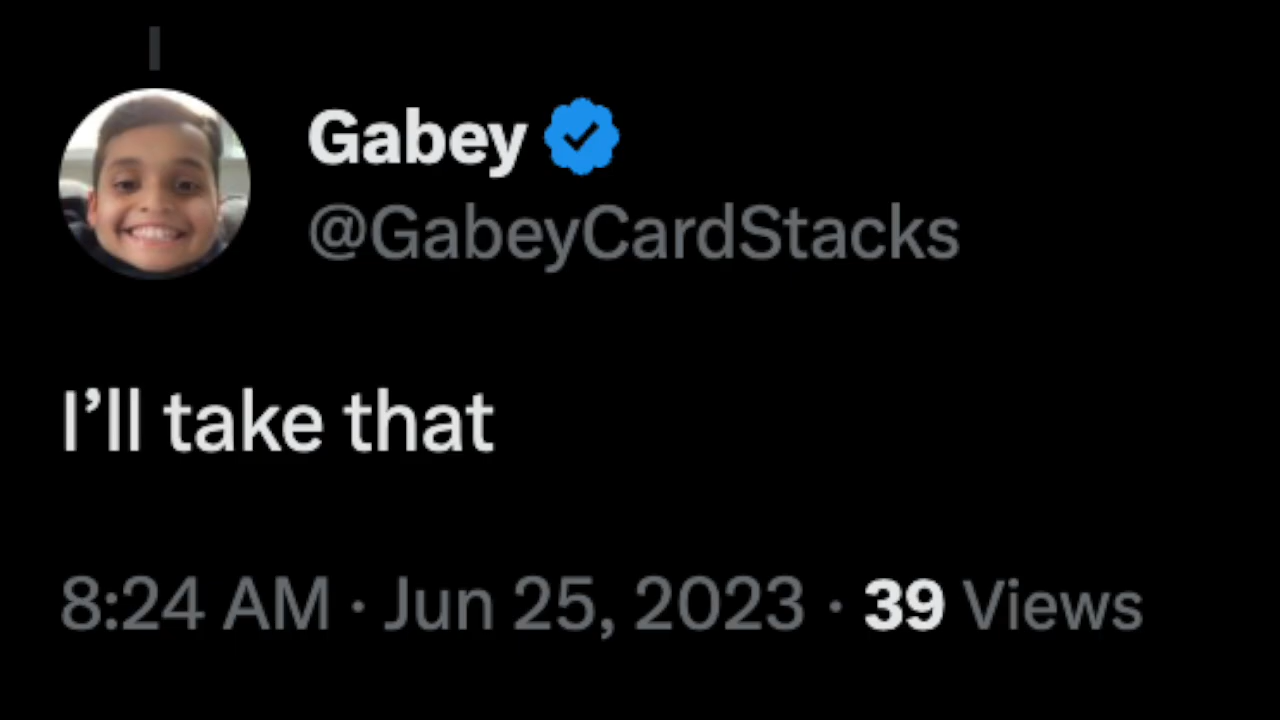 Gabey
@GabeyCardStacks
I’ll take that
8:24 AM · Jun 25, 2023 · 39 Views